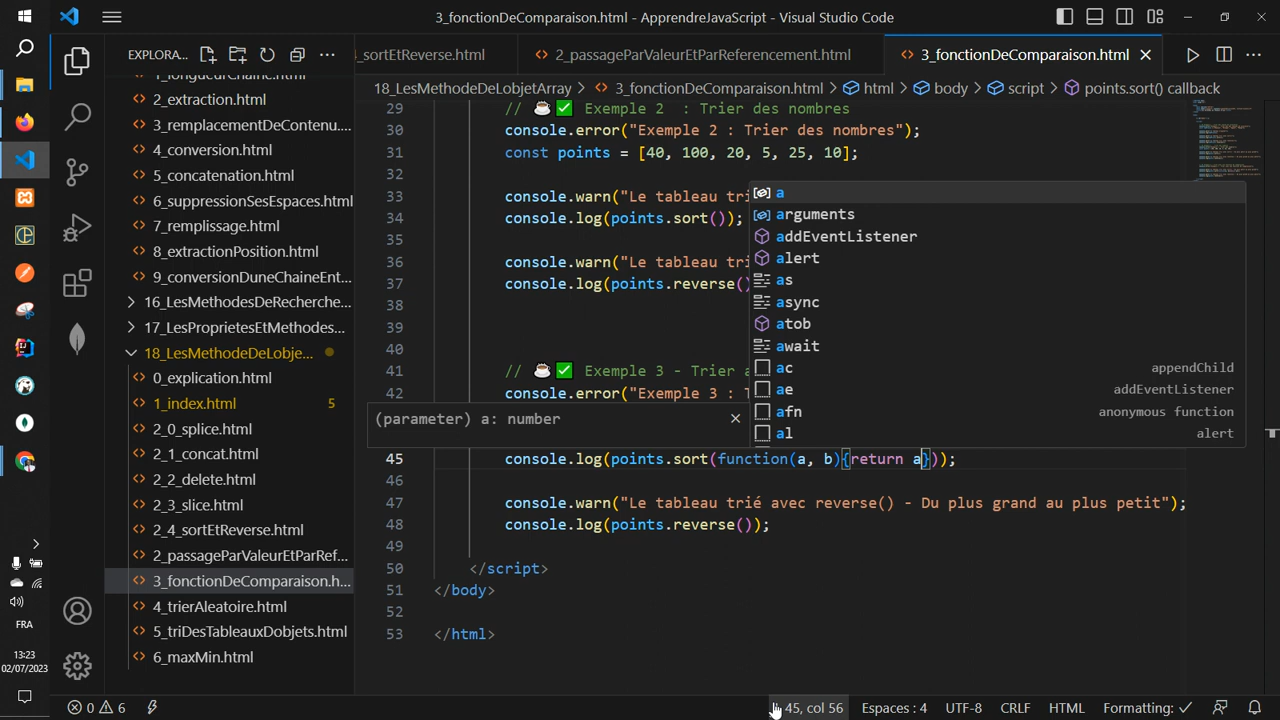 3_fonctionDeComparaison.html - ApprendreJavaScript - Visual Studio Code
EXPLORA...
_sortEtReverse.html
2_passageParValeurEtParReferencement.html
3_fonctionDeComparaison.html
18_LesMethodeDeLobjetArray > 3_fonctionDeComparaison.html > html > body > script > points.sort() callback
1_longueurChaine.html
2_extraction.html
3_remplacementDeContenu....
4_conversion.html
5_concatenation.html
6_suppressionSesEspaces.html
7_remplissage.html
8_extractionPosition.html
9_conversionDuneChaineEnt...
16_LesMethodesDeRecherche...
17_LesProprietesEtMethodes...
18_LesMethodeDeLobje...
0_explication.html
1_index.html 5
2_0_splice.html
2_1_concat.html
2_2_delete.html
2_3_slice.html
2_4_sortEtReverse.html
2_passageParValeurEtParRef...
3_fonctionDeComparaison.h...
4_trierAleatoire.html
5_triDesTableauxDobjets.html
6_maxMin.html
29 // ☕✅ Exemple 2 : Trier des nombres
30 console.error("Exemple 2 : Trier des nombres");
31 const points = [40, 100, 20, 5, 25, 10];
32
33 console.warn("Le tableau tri
34 console.log(points.sort());
35
36 console.warn("Le tableau tri
37 console.log(points.reverse()
38
39
40
41 // ☕✅ Exemple 3 - Trier a
42 console.error("Exemple 3 : T
45 console.log(points.sort(function(a, b){return a}));
46
47 console.warn("Le tableau trié avec reverse() - Du plus grand au plus petit");
48 console.log(points.reverse());
49
50 </script>
51 </body>
52
53 </html>
a
arguments
addEventListener
alert
as
async
atob
await
ac appendChild
ae addEventListener
afn anonymous function
al alert
(parameter) a: number
FRA
13:23
02/07/2023
0 6
45, col 56
Espaces : 4
UTF-8
CRLF
HTML
Formatting: ✓